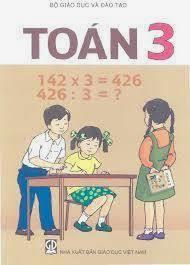 BỘ GIÁO DỤC VÀ ĐÀO TẠO
TOÁN 3
142 x 3 = 426
426 : 3 = ?
NHÀ XUẤT BẢN GIÁO DỤC VIỆT NAM